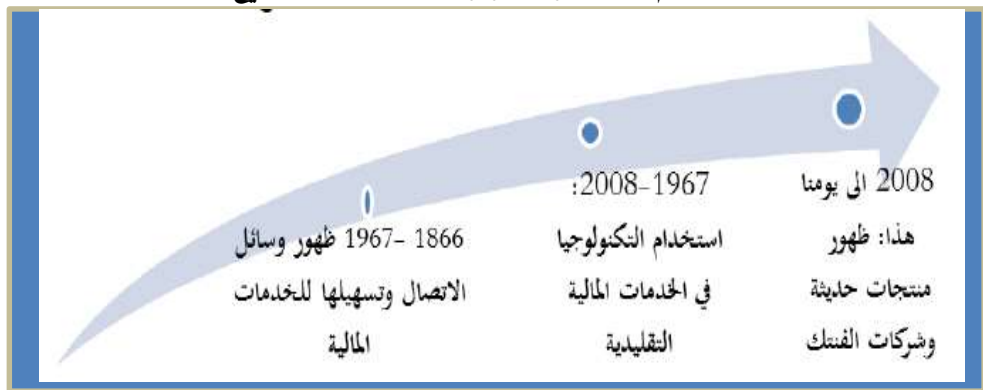 2008 الى يومنا
هذا: ظهور
منتجات حديثة
وشركات الفنتك
1967-2008:
استخدام التكنولوجيا
في الخدمات المالية
التقليدية
1866 -1967 ظهور وسائل
الاتصال وتسهيلها للخدمات
المالية